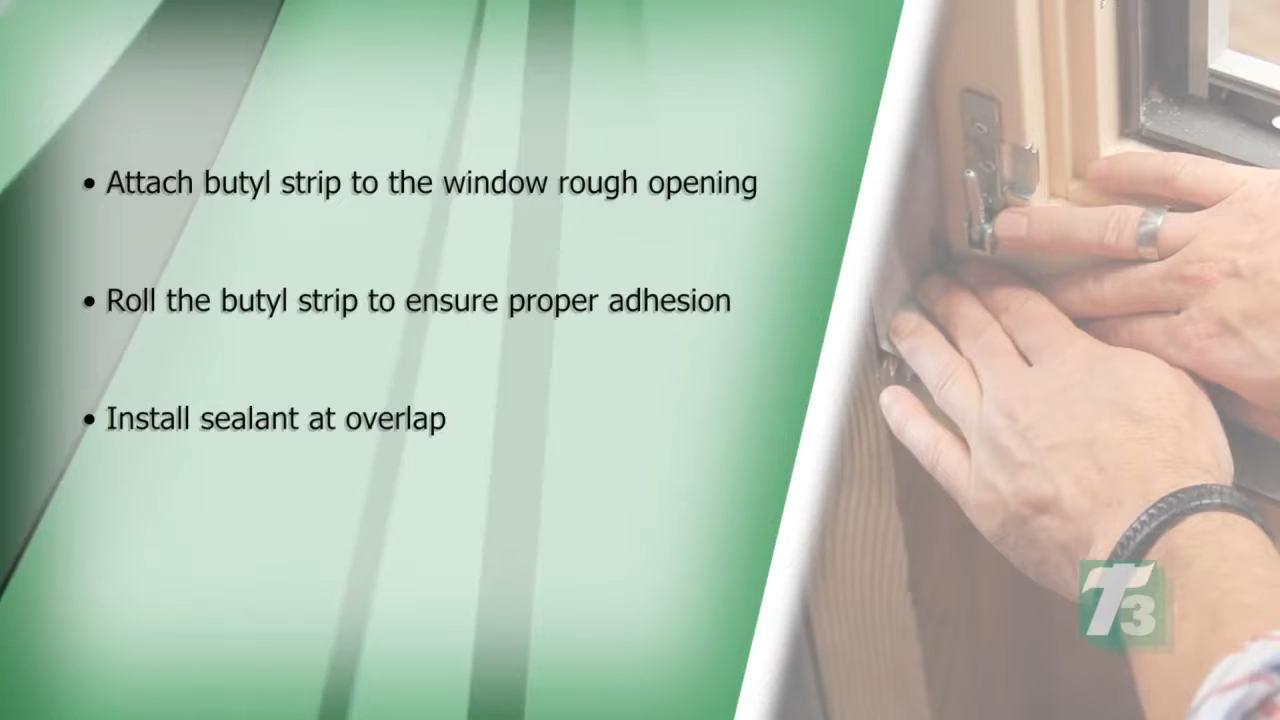 • Attach butyl strip to the window rough opening
• Roll the butyl strip to ensure proper adhesion
• Install sealant at overlap
T3